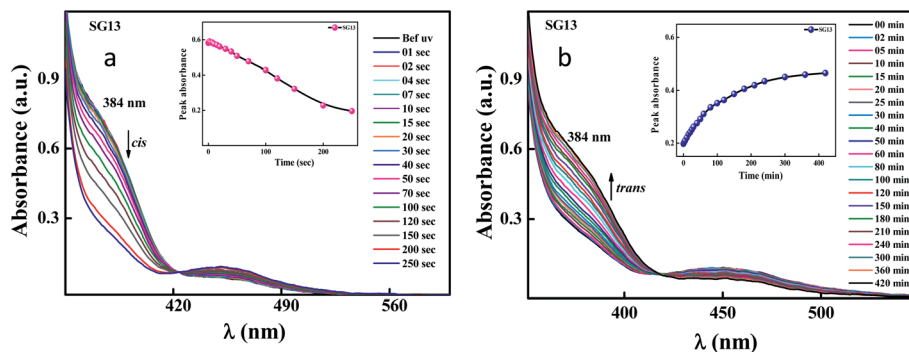 SG13
a
384 nm
cis
Absorbance (a.u.)
0.9
0.6
0.3
420
490
560
λ (nm)
SG13
Peak absorbance
0.6
0.4
0.2
0
100
200
Time (sec)
Bef uv
01 sec
02 sec
04 sec
07 sec
10 sec
15 sec
20 sec
30 sec
40 sec
50 sec
70 sec
100 sec
120 sec
150 sec
200 sec
250 sec
SG13
b
384 nm
trans
Absorbance (a.u.)
0.9
0.6
0.3
400
450
500
λ (nm)
SG13
Peak absorbance
0.6
0.4
0.2
0
100
200
300
400
Time (min)
00 min
02 min
05 min
10 min
15 min
20 min
25 min
30 min
40 min
50 min
60 min
80 min
100 min
120 min
150 min
180 min
210 min
240 min
300 min
360 min
420 min